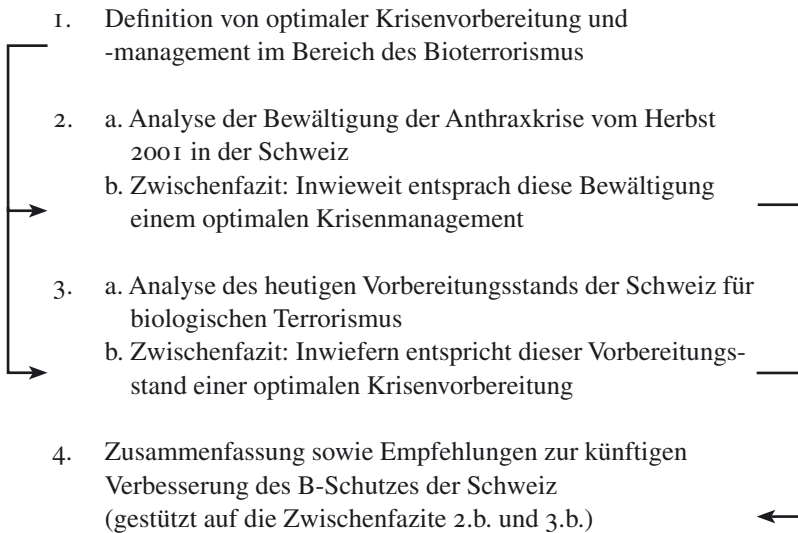 1. Definition von optimaler Krisenvorbereitung und
-management im Bereich des Bioterrorismus
2. a. Analyse der Bewältigung der Anthraxkrise vom Herbst
2001 in der Schweiz
b. Zwischenfazit: Inwieweit entsprach diese Bewältigung
einem optimalen Krisenmanagement
3. a. Analyse des heutigen Vorbereitungsstands der Schweiz für
biologischen Terrorismus
b. Zwischenfazit: Inwiefern entspricht dieser Vorbereitungs-
stand einer optimalen Krisenvorbereitung
4. Zusammenfassung sowie Empfehlungen zur künftigen
Verbesserung des B-Schutzes der Schweiz
(gestützt auf die Zwischenfazite 2.b. und 3.b.)